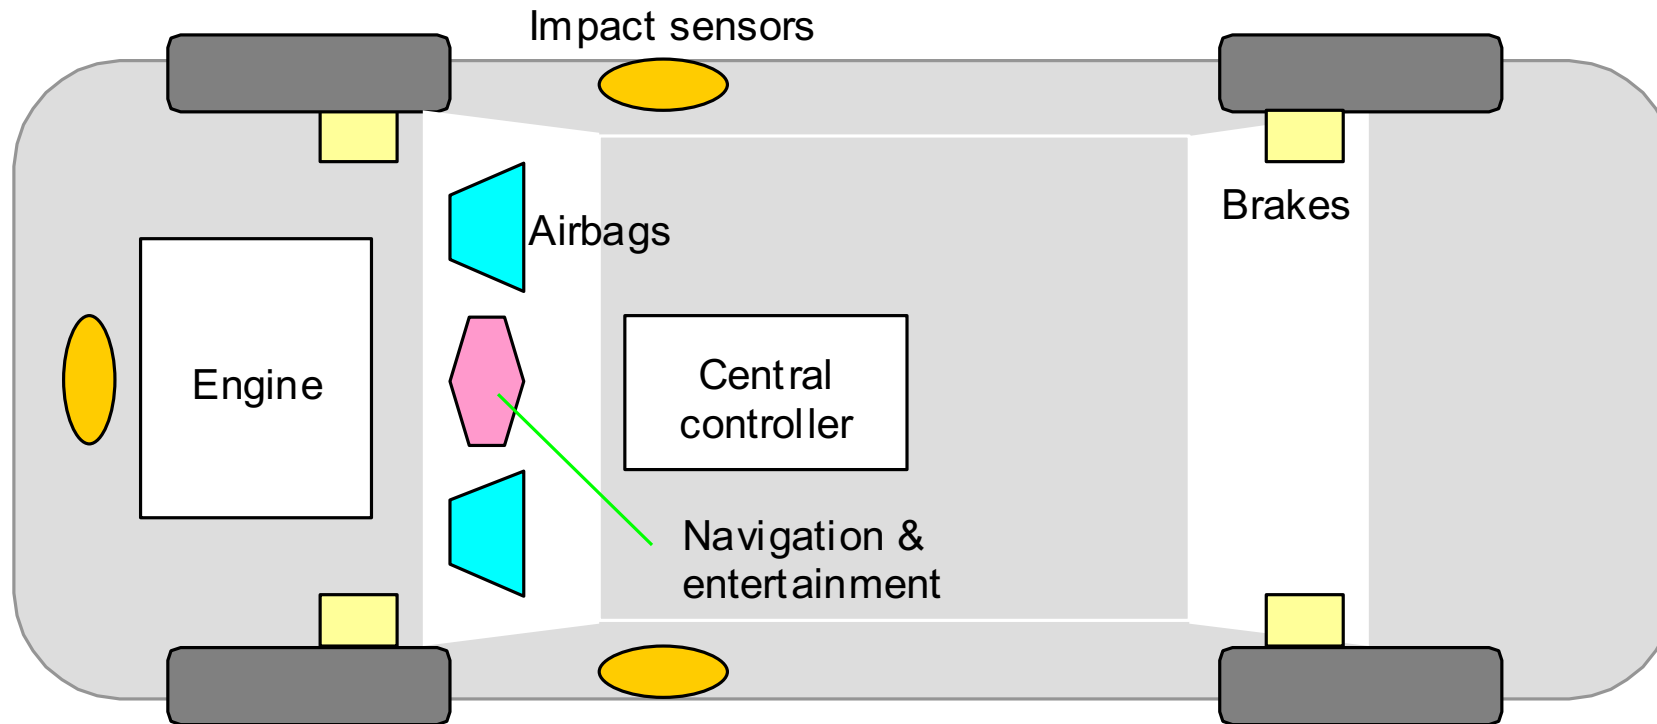 Impact sensors
Airbags
Brakes
Engine
Central
controller
Navigation &
entertainment